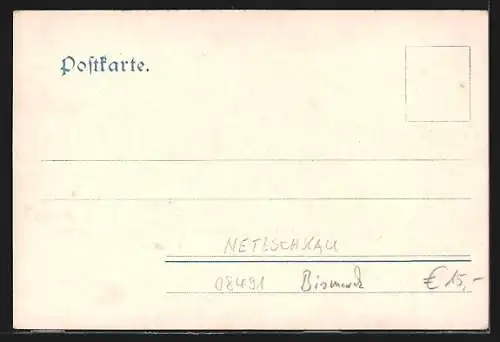 Postkarte.
NETZSCHKAU
08491 Bismarck € 15,-